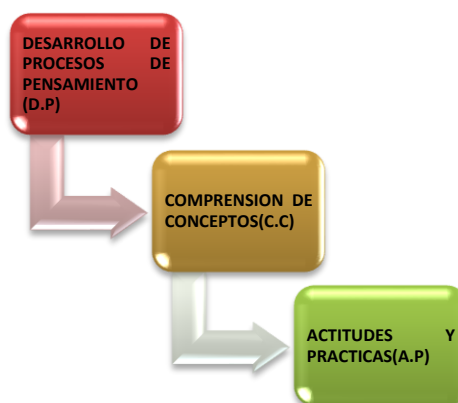 DESARROLLO DE
PROCESOS DE
PENSAMIENTO
(D.P)
COMPRENSION DE
CONCEPTOS(C.C)
ACTITUDES Y
PRACTICAS(A.P)